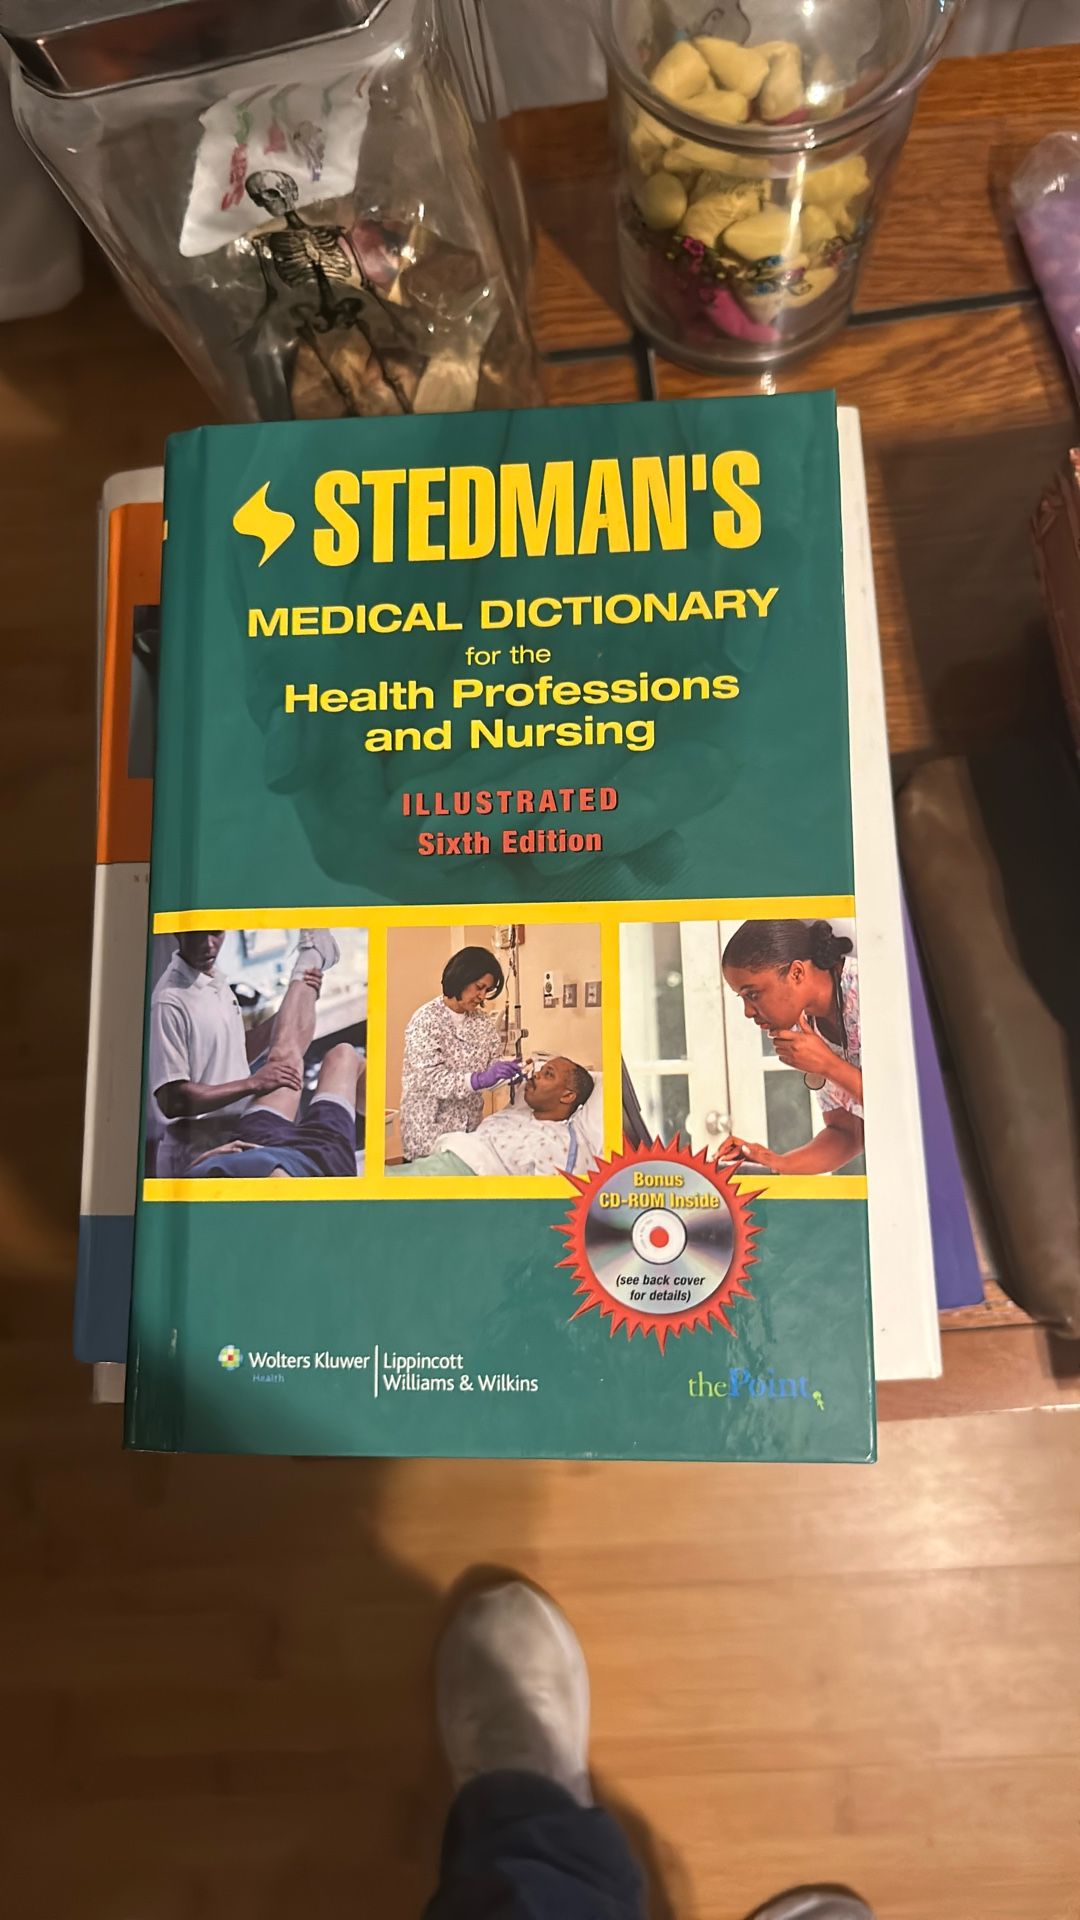 STEDMAN'S
MEDICAL DICTIONARY
for the
Health Professions
and Nursing
ILLUSTRATED
Sixth Edition
Bonus
CD-ROM Inside
(see back cover
for details)
Wolters Kluwer
Health
Lippincott
Williams & Wilkins
thePoint